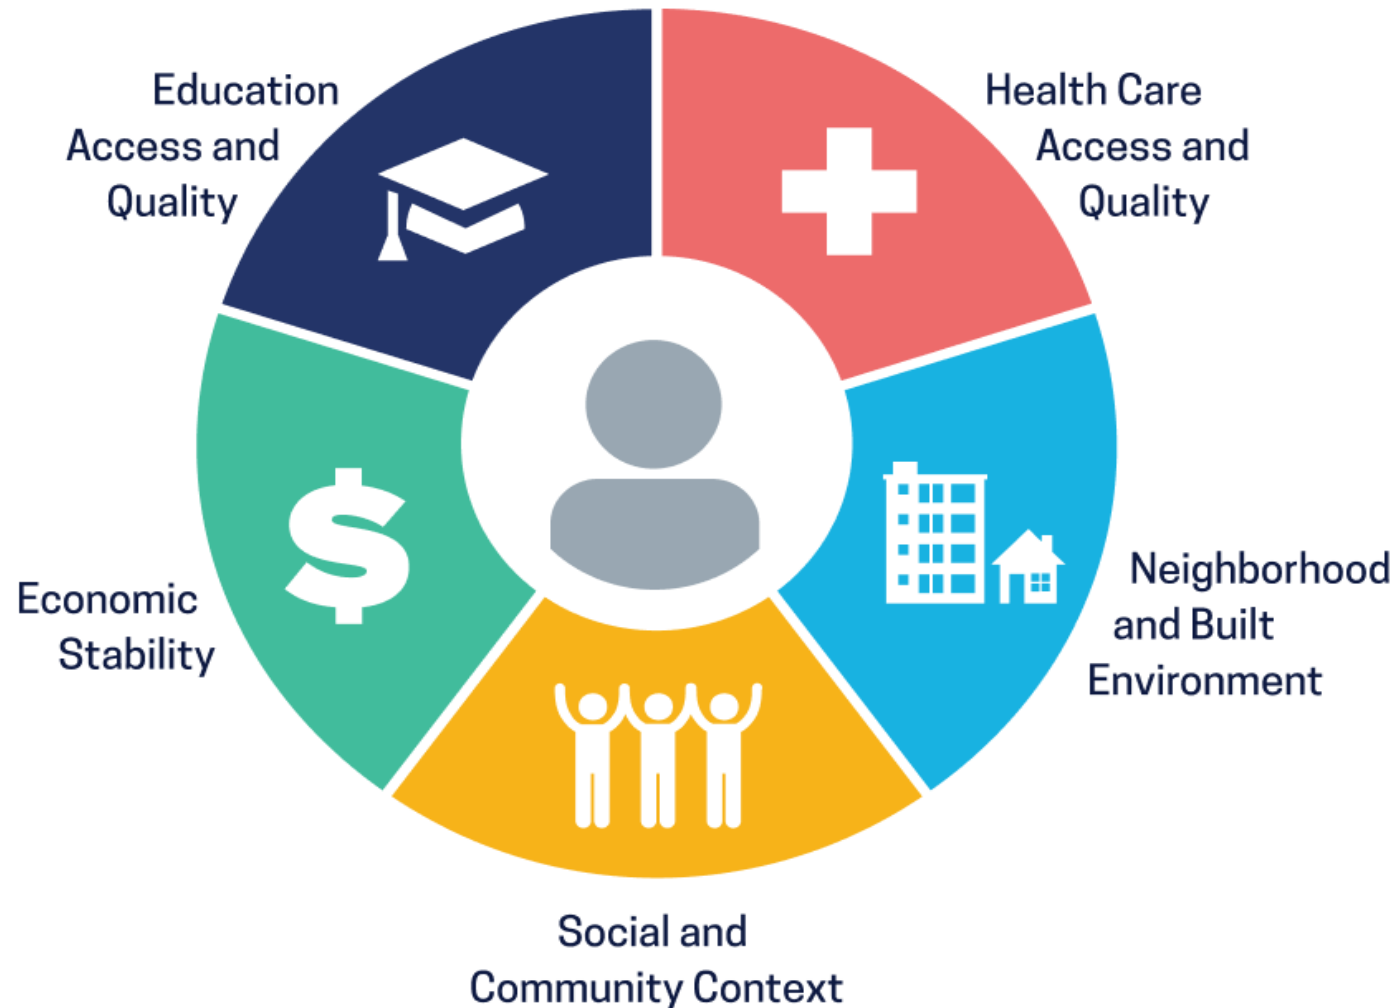 Education
Access and
Quality
Health Care
Access and
Quality
Economic
Stability
$
Neighborhood
and Built
Environment
Social and
Community Context